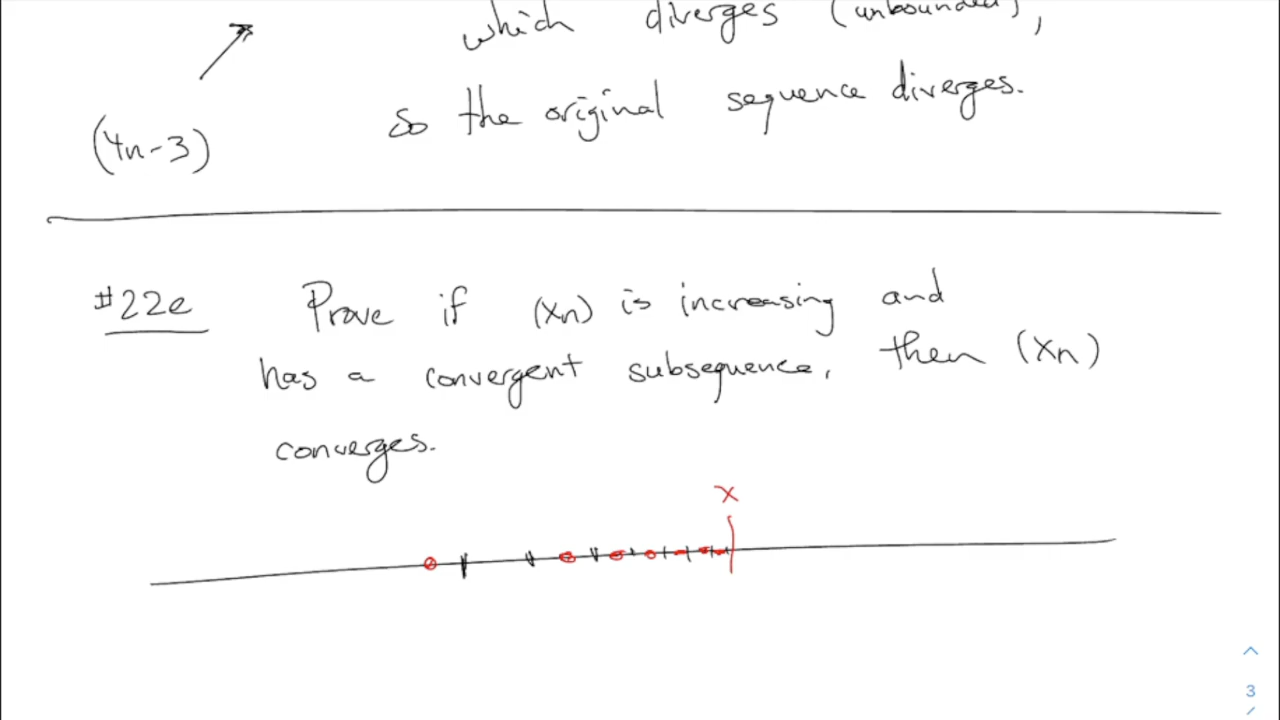 which diverges (unbounded),
so the original sequence diverges.
(4n-3)
#22e Prove if (xn) is increasing and
has a convergent subsequence, then (xn)
converges.
x
3